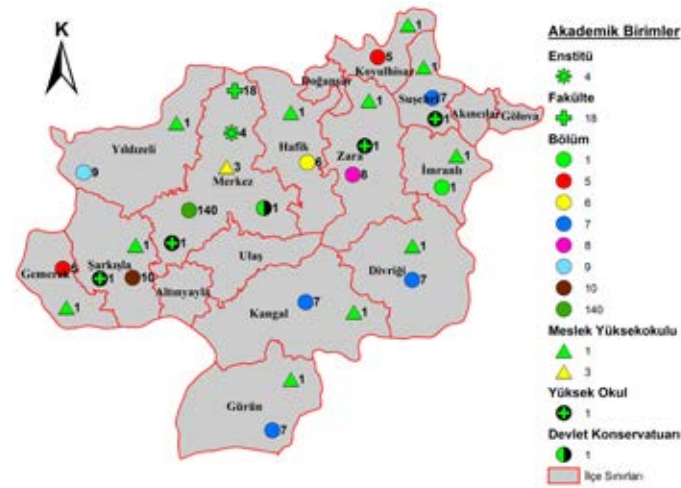 K
Akademik Birimler
Enstitü
4
Fakülte
18
Bölüm
1
5
6
7
8
9
10
140
Meslek Yüksekokulu
1
3
Yüksek Okul
1
Devlet Konservatuarı
1
İlçe Sınırları
1
5
Koyulhisar
18
Doğanşar
1
1
1
7
Suşehri
1
Akıncılar
Gölova
Yıldızeli
1
4
Hafik
Zara
1
9
3
Merkez
6
8
İmranlı
1
1
140
1
1
Ulaş
1
Divriği
7
Gemerek
5
Şarkışla
1
1
10
Altınyayla
1
Kangal
7
1
1
Gürün
7